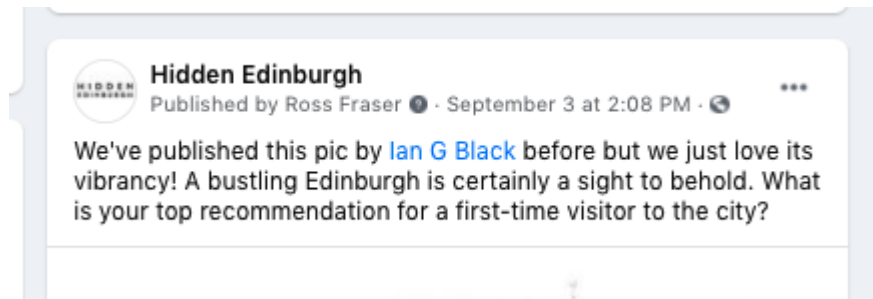 HIDDEN
EDINBURGH
Hidden Edinburgh
Published by Ross Fraser ? · September 3 at 2:08 PM ·
We've published this pic by Ian G Black before but we just love its
vibrancy! A bustling Edinburgh is certainly a sight to behold. What
is your top recommendation for a first-time visitor to the city?